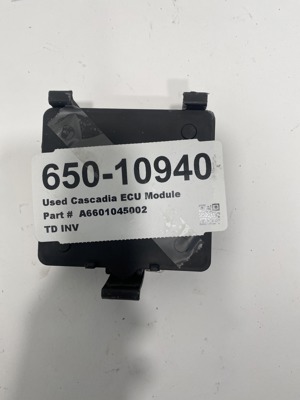 650-10940
Used Cascadia ECU Module
Part # A6601045002
TD INV